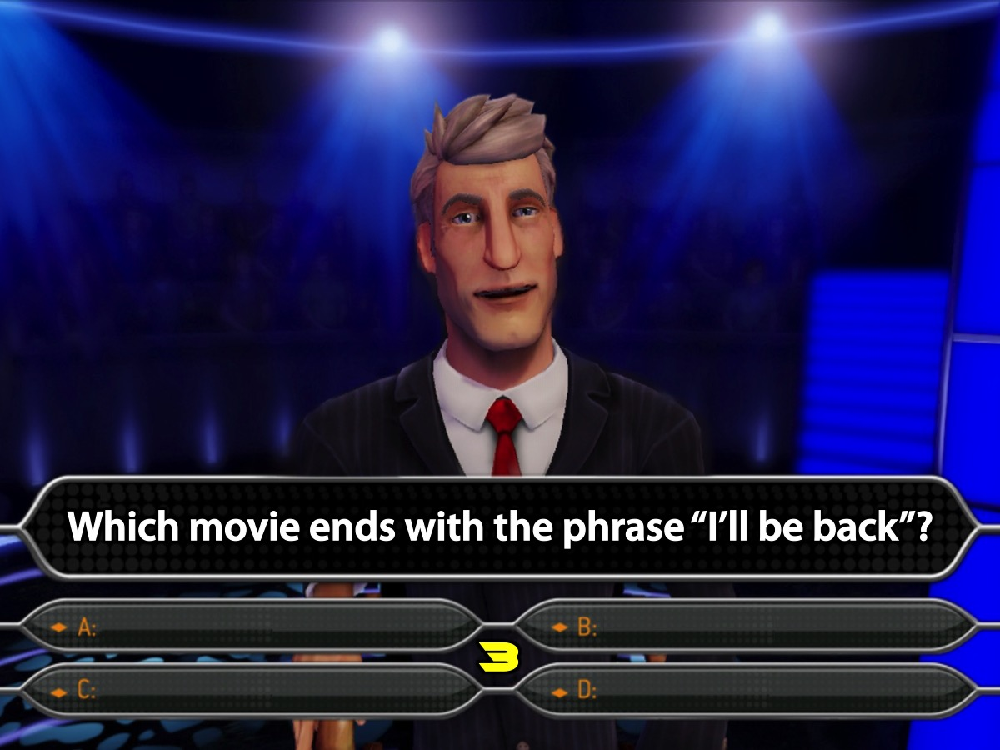 Which movie ends with the phrase “I’ll be back”?
A:
B:
3
C:
D: